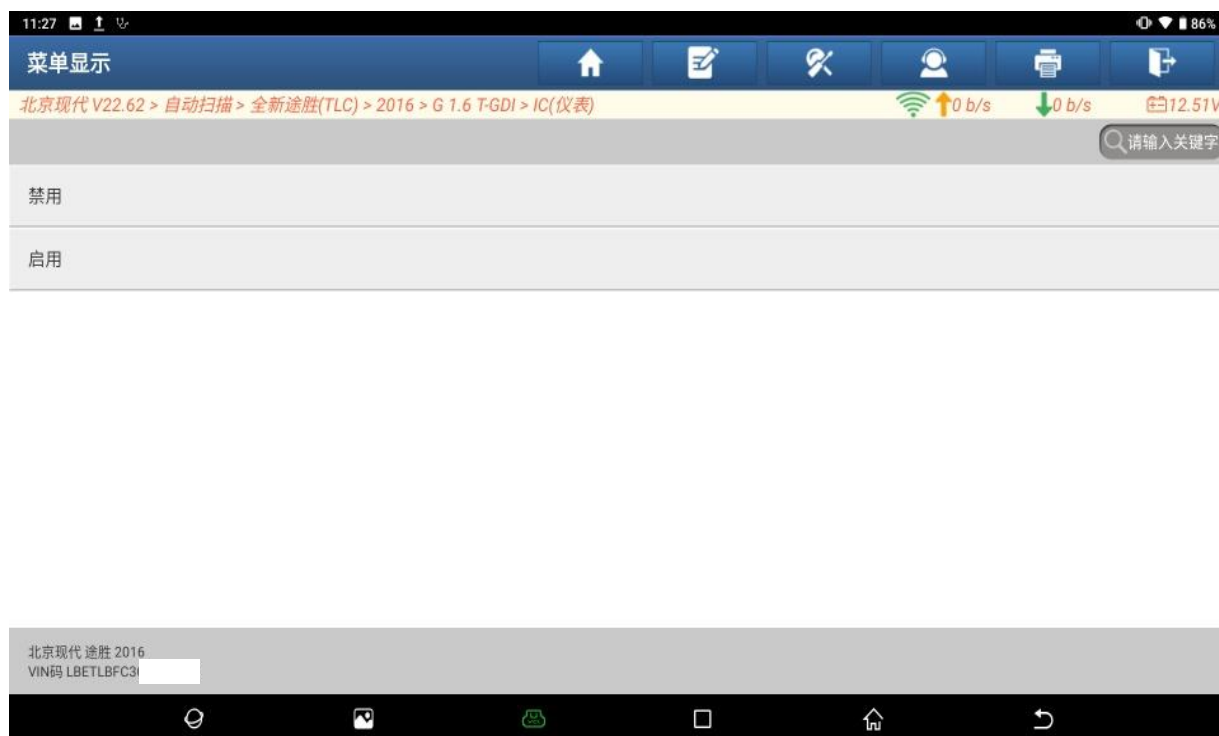 11:27 86%
菜单显示
北京现代 V22.62 > 自动扫描 > 全新途胜(TLC) > 2016 > G 1.6 T-GDI > IC(仪表) 0 b/s 0 b/s 12.51V
请输入关键字
禁用
启用
北京现代 途胜 2016
VIN码 LBETLBFC3